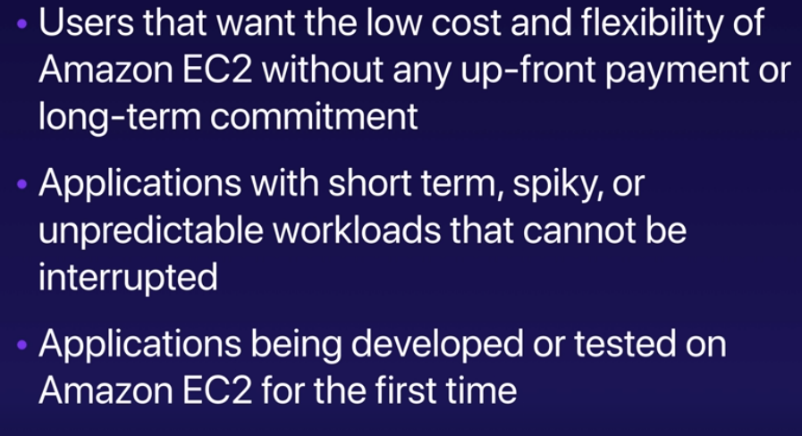 • Users that want the low cost and flexibility of
Amazon EC2 without any up-front payment or
long-term commitment
• Applications with short term, spiky, or
unpredictable workloads that cannot be
interrupted
• Applications being developed or tested on
Amazon EC2 for the first time